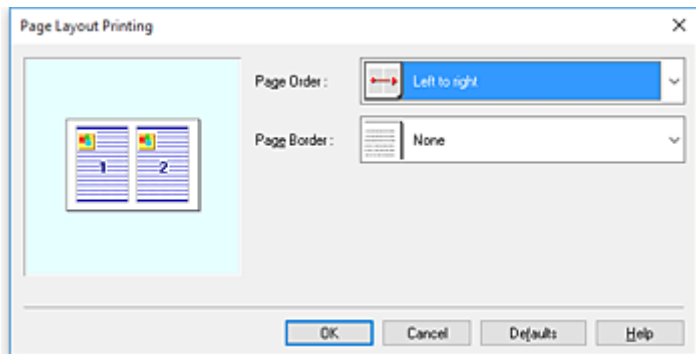 Page Layout Printing
Page Order :
Left to right
Page Border :
None
1 2
OK Cancel Defaults Help